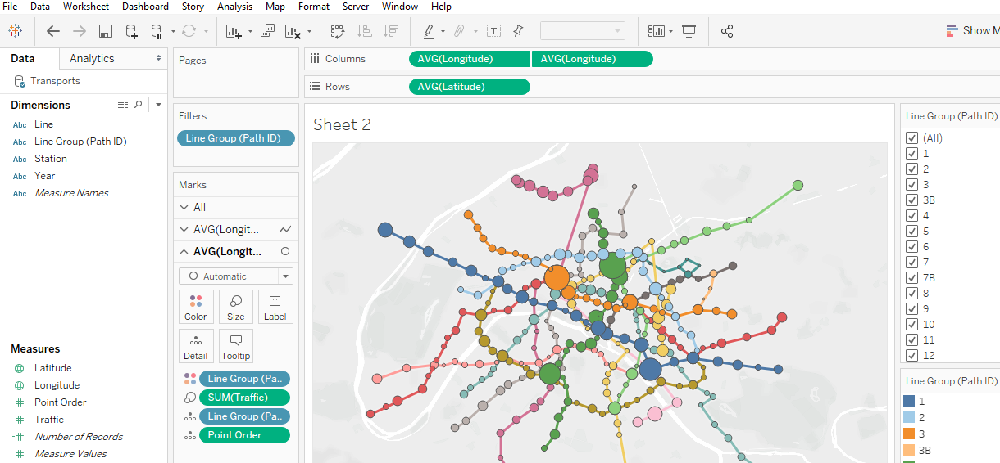 File Data Worksheet Dashboard Story Analysis Map Format Server Window Help
Show M
Data Analytics
Transports
Dimensions
Abc Line
Abc Line Group (Path ID)
Abc Station
Abc Year
Abc Measure Names
Measures
Latitude
Longitude
Point Order
Traffic
Number of Records
Measure Values
Pages
Filters
Line Group (Path ID)
Marks
All
AVG(Longit...
AVG(Longit...
Automatic
Color Size Label
Detail Tooltip
Line Group (Pa..
SUM(Traffic)
Line Group (Pa..
Point Order
Columns AVG(Longitude) AVG(Longitude)
Rows AVG(Latitude)
Sheet 2
Line Group (Path ID)
(All)
1
2
3
3B
4
5
6
7
7B
8
9
10
11
12
Line Group (Path ID)
1
2
3
3B